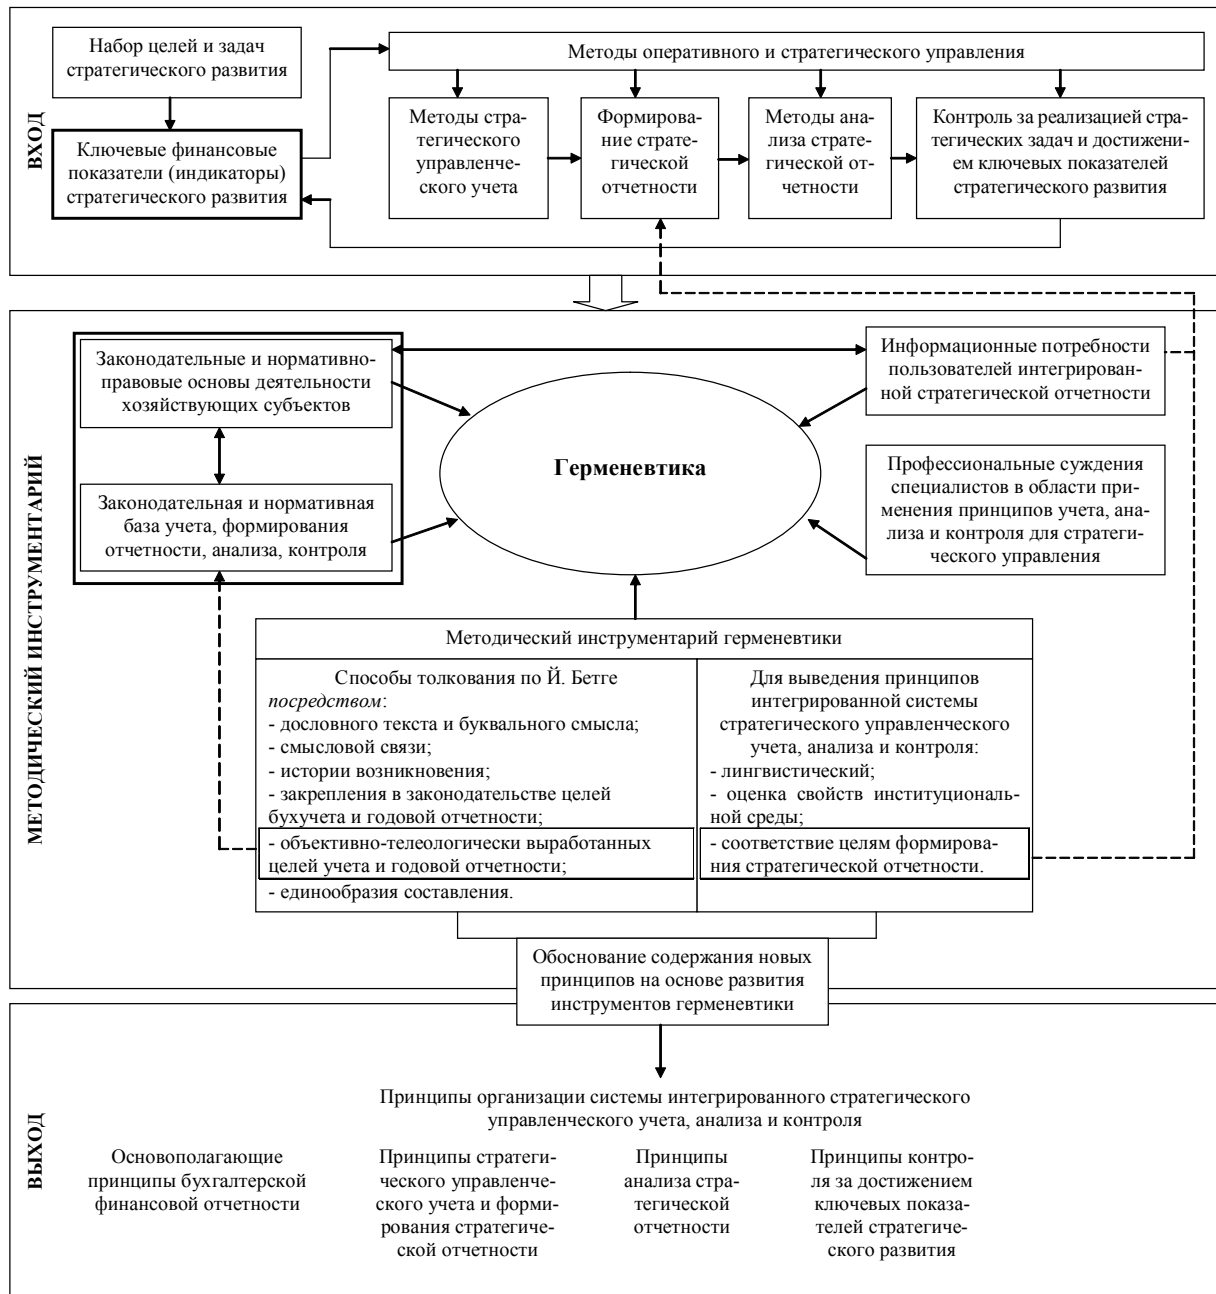 ВХОД
Набор целей и задач
стратегического развития
Ключевые финансовые
показатели (индикаторы)
стратегического развития
Методы оперативного и стратегического управления
Методы стра-
тегического
управленче-
ского учета
Формирова-
ние страте-
гической
отчетности
Методы ана-
лиза страте-
гической от-
четности
Контроль за реализацией стра-
тегических задач и достижени-
ем ключевых показателей
стратегического развития
МЕТОДИЧЕСКИЙ ИНСТРУМЕНТАРИЙ
Законодательные и нормативно-
правовые основы деятельности
хозяйствующих субъектов
Законодательная и нормативная
база учета, формирования
отчетности, анализа, контроля
Герменевтика
Информационные потребности
пользователей интегрирован-
ной стратегической отчетности
Профессиональные суждения
специалистов в области при-
менения принципов учета, ана-
лиза и контроля для стратеги-
ческого управления
Методический инструментарий герменевтики
Способы толкования по Й. Бетге
посредством:
- дословного текста и буквального смысла;
- смысловой связи;
- истории возникновения;
- закрепления в законодательстве целей
бухучета и годовой отчетности;
- объективно-телеологически выработанных
целей учета и годовой отчетности;
- единообразия составления.
Для выведения принципов
интегрированной системы
стратегического управленческого
учета, анализа и контроля:
- лингвистический;
- оценка свойств институциональ-
ной среды;
- соответствие целям формирова-
ния стратегической отчетности.
Обоснование содержания новых
принципов на основе развития
инструментов герменевтики
ВЫХОД
Принципы организации системы интегрированного стратегического
управленческого учета, анализа и контроля
Основополагающие
принципы бухгалтерской
финансовой отчетности
Принципы стратеги-
ческого управленче-
ского учета и форми-
рования стратегиче-
ской отчетности
Принципы
анализа стра-
тегической
отчетности
Принципы контро-
ля за достижением
ключевых показа-
телей стратегиче-
ского развития